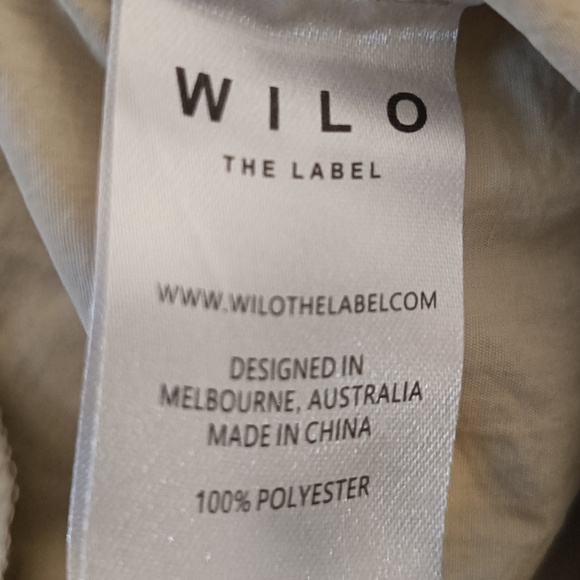 WILO
THE LABEL
WWW.WILOTHELABELCOM
DESIGNED IN
MELBOURNE, AUSTRALIA
MADE IN CHINA
100% POLYESTER